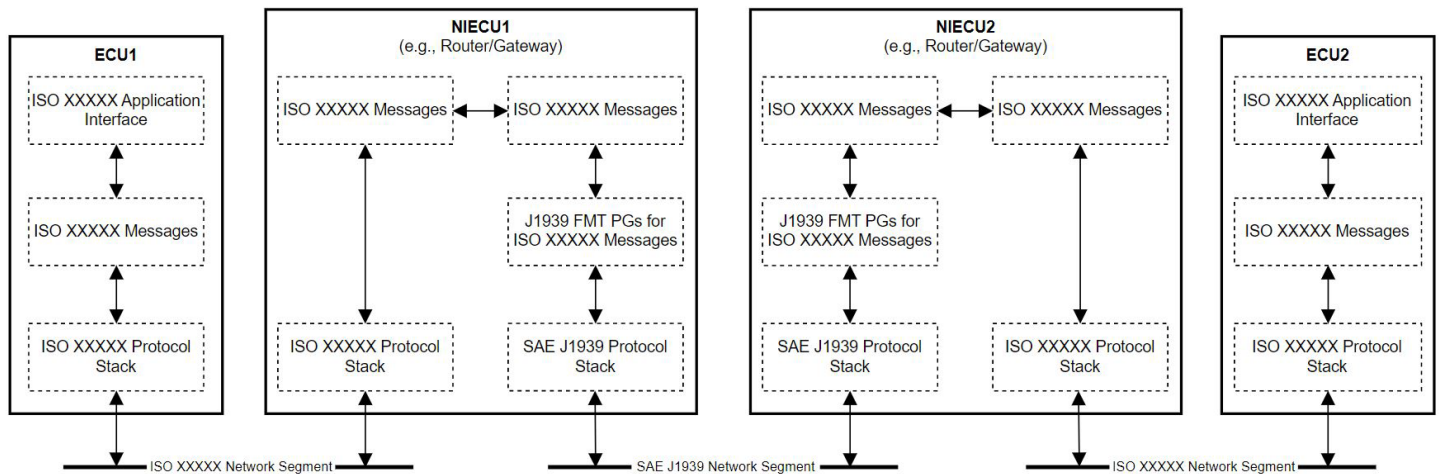 ECU1
ISO XXXXX Application
Interface
ISO XXXXX Messages
ISO XXXXX Protocol
Stack
NIECU1
(e.g., Router/Gateway)
ISO XXXXX Messages
ISO XXXXX Messages
J1939 FMT PGs for
ISO XXXXX Messages
ISO XXXXX Protocol
Stack
SAE J1939 Protocol
Stack
NIECU2
(e.g., Router/Gateway)
ISO XXXXX Messages
ISO XXXXX Messages
J1939 FMT PGs for
ISO XXXXX Messages
SAE J1939 Protocol
Stack
ISO XXXXX Protocol
Stack
ECU2
ISO XXXXX Application
Interface
ISO XXXXX Messages
ISO XXXXX Protocol
Stack
ISO XXXXX Network Segment
SAE J1939 Network Segment
ISO XXXXX Network Segment